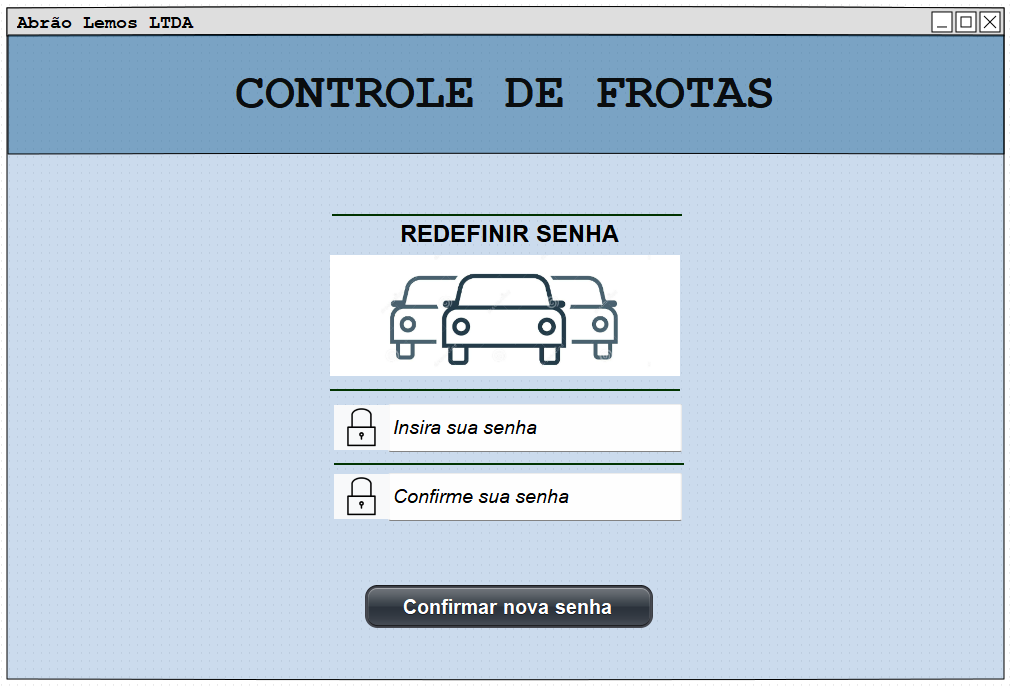 Abrão Lemos LTDA
CONTROLE DE FROTAS
REDEFINIR SENHA
Insira sua senha
Confirme sua senha
Confirmar nova senha